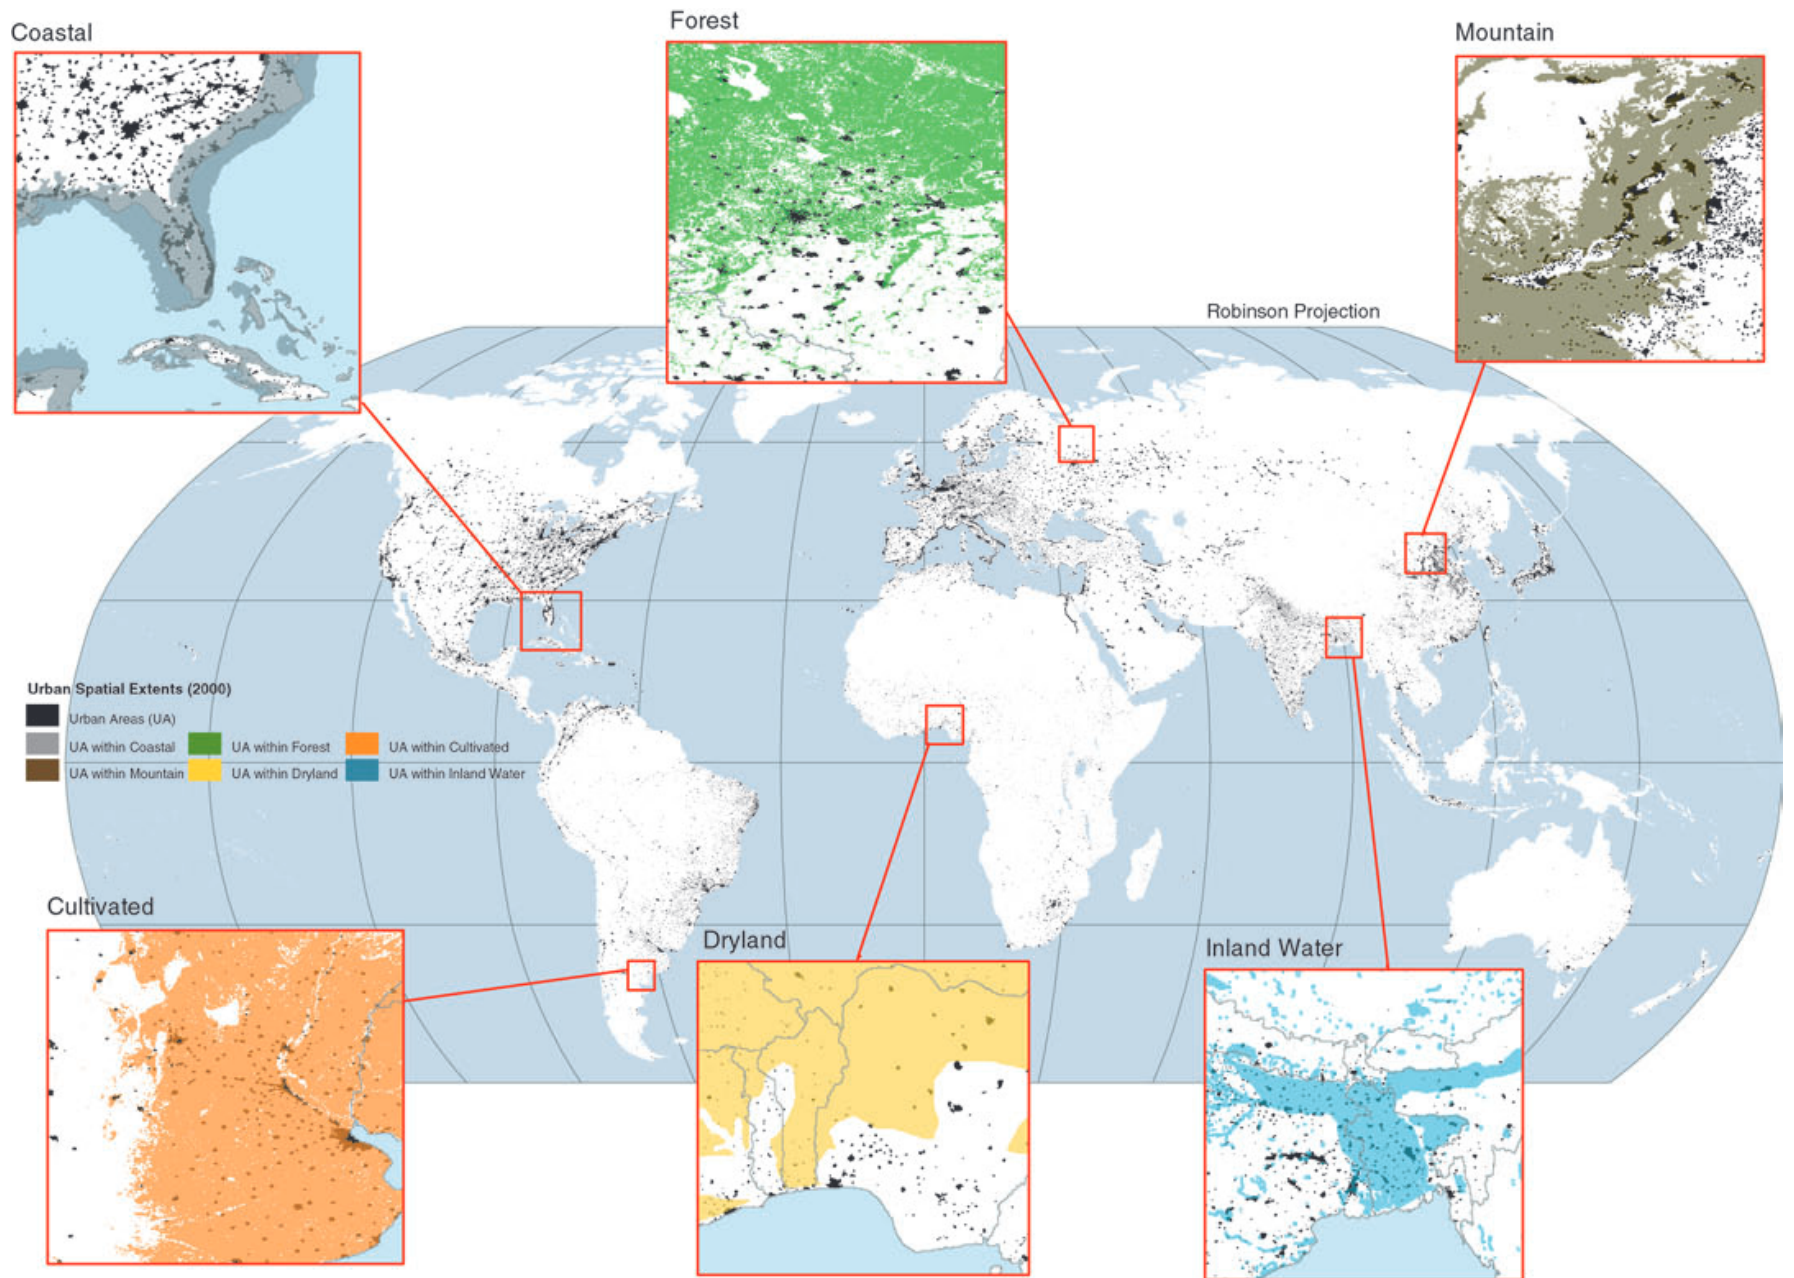 Coastal
Forest
Mountain
Robinson Projection
Urban Spatial Extents (2000)
Urban Areas (UA)
UA within Coastal
UA within Forest
UA within Cultivated
UA within Mountain
UA within Dryland
UA within Inland Water
Cultivated
Dryland
Inland Water